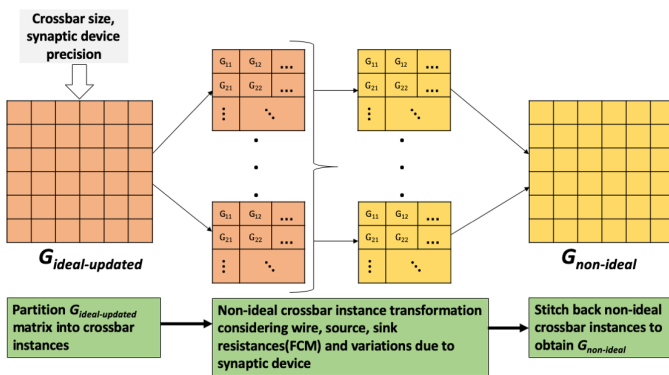 Crossbar size,
synaptic device
precision
G11 G12 ...
G21 G22 ...
⋮ ⋱
G11 G12 ...
G21 G22 ...
⋮ ⋱
G11 G12 ...
G21 G22 ...
⋮ ⋱
G11 G12 ...
G21 G22 ...
⋮ ⋱
Gideal-updated
Gnon-ideal
Partition Gideal-updated
matrix into crossbar
instances
Non-ideal crossbar instance transformation
considering wire, source, sink
resistances(FCM) and variations due to
synaptic device
Stitch back non-ideal
crossbar instances to
obtain Gnon-ideal